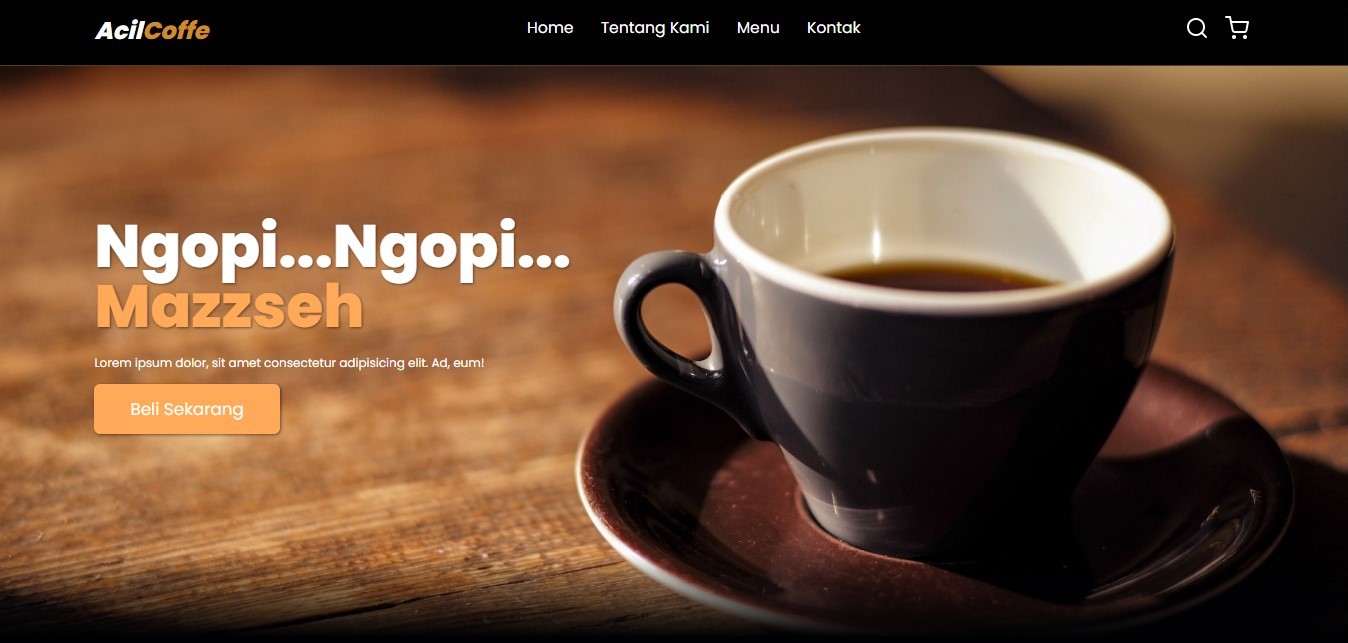 AcilCoffe
Home Tentang Kami Menu Kontak
Ngopi...Ngopi...
Mazzseh
Lorem ipsum dolor, sit amet consectetur adipisicing elit. Ad, eum!
Beli Sekarang